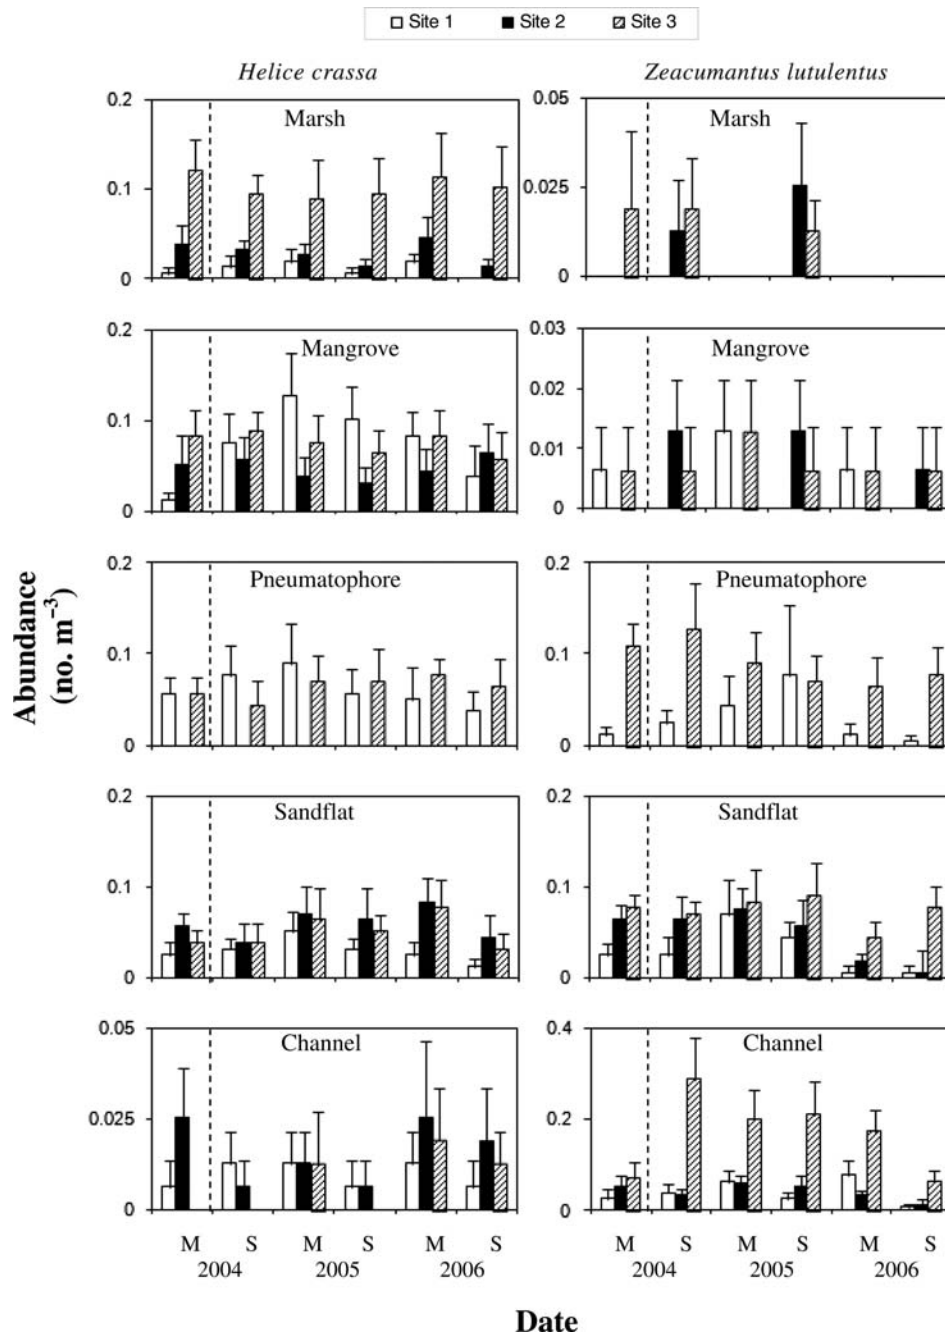 Site 1 Site 2 Site 3
Helice crassa Zeacumantus lutulentus
0.2 Marsh 0.05 Marsh
0.1 0.025
0 0
0.2 Mangrove 0.03 Mangrove
0.02
0.1
0.01
0 0
0.2 Pneumatophore 0.2 Pneumatophore
0.1 0.1
0 0
0.2 Sandflat 0.2 Sandflat
0.1 0.1
0 0
0.05 Channel 0.4 Channel
0.025 0.2
0 0
M S M S M S M S M S M S
2004 2005 2006 2004 2005 2006
Abundance
(no. m⁻³)
Date